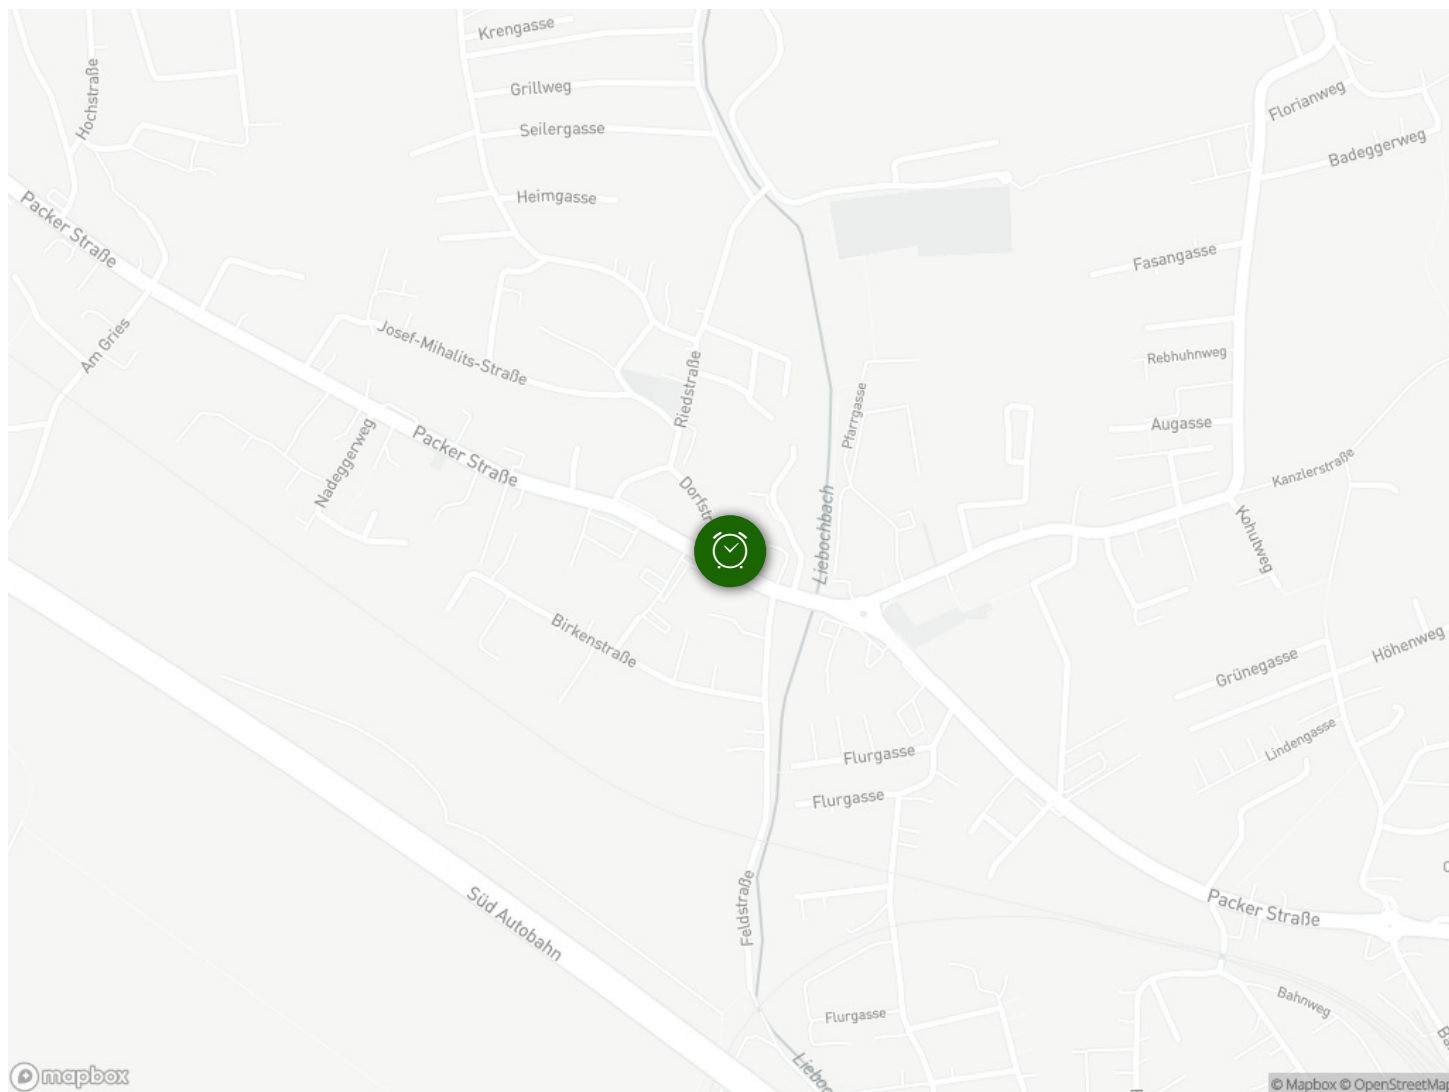 Krengasse
Hochstraße
Grillweg
Florianweg
Seilergasse
Badeggerweg
Heimgasse
Packer Straße
Fasangasse
Am Gries
Josef-Mihalits-Straße
Rebhuhnweg
Riedstraße
Pfarrgasse
Augasse
Nadeggerweg
Packer Straße
Kanzlerstraße
Dorfstr
Liebochbach
Kohutweg
Birkenstraße
Höhenweg
Grünegasse
Lindengasse
Flurgasse
Flurgasse
Feldstraße
Süd Autobahn
Packer Straße
Bahnweg
Flurgasse
Lieboc
mapbox
© Mapbox © OpenStreetMap